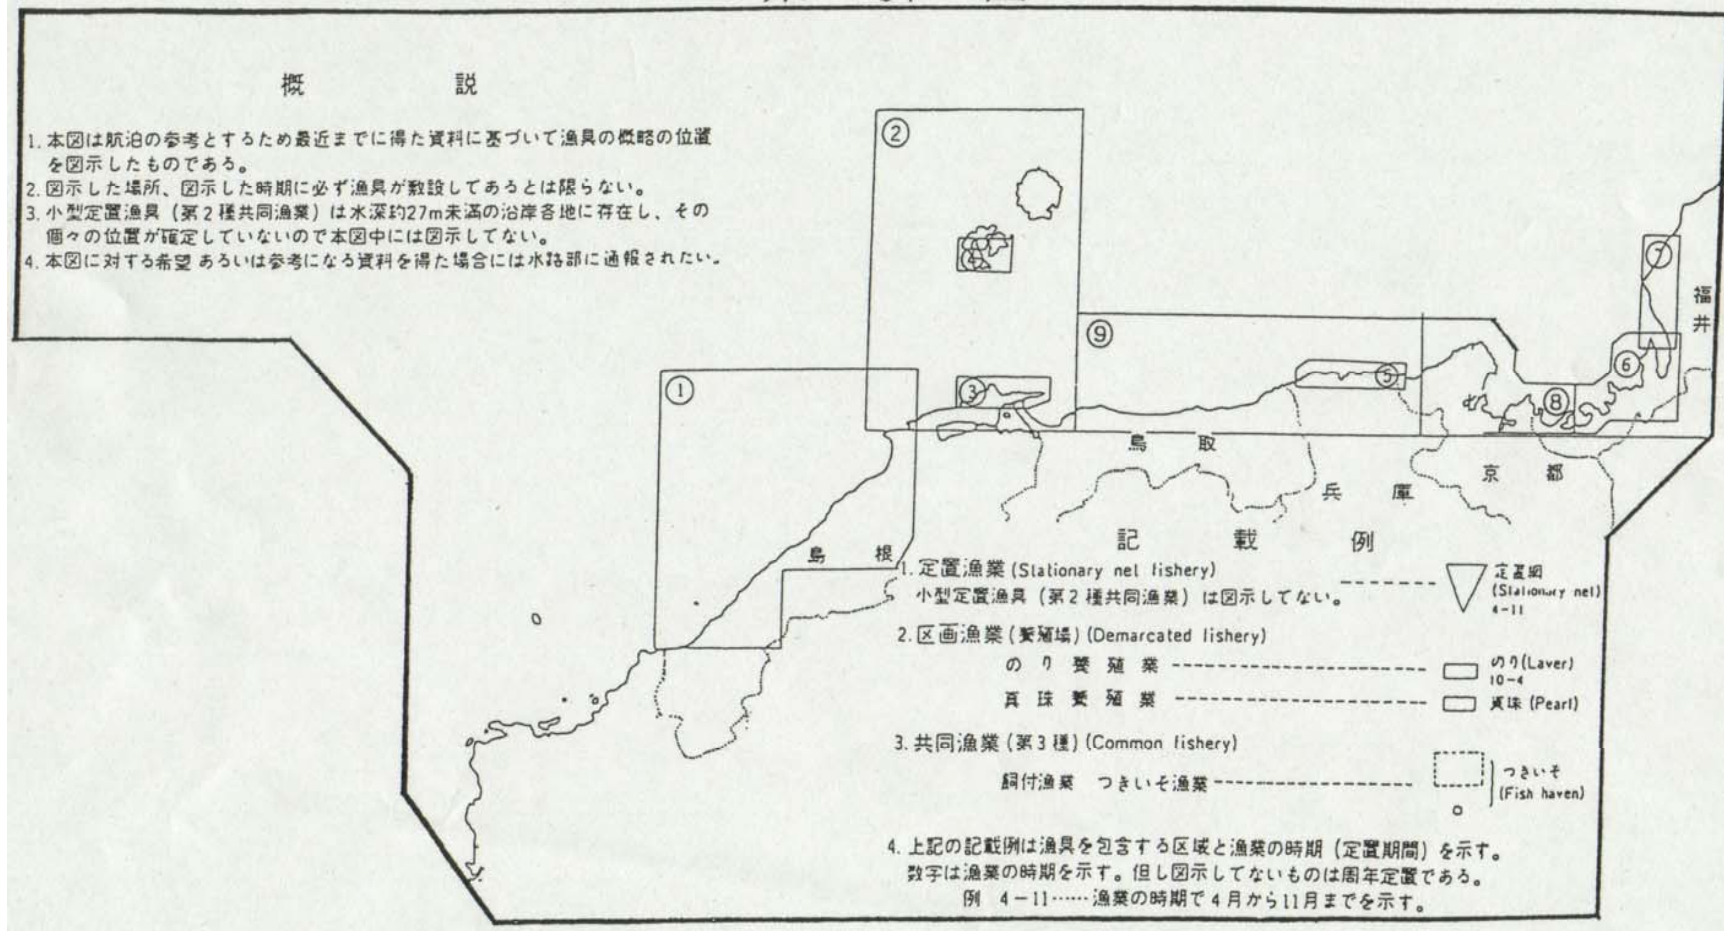 概 説
1. 本図は航泊の参考とするため最近までに得た資料に基づいて漁具の概略の位置
を図示したものである。
2. 図示した場所、図示した時期に必ず漁具が敷設してあるとは限らない。
3. 小型定置漁具（第2種共同漁業）は水深約27m未満の沿岸各地に存在し、その
個々の位置が確定していないので本図中には図示してない。
4. 本図に対する希望あるいは参考になる資料を得た場合には水路部に通報されたい。
②
⑦
福井
④
⑨
⑥
①
③
⑤
⑧
鳥 取
京 都
兵 庫
島 根
記 載 例
1. 定置漁業 (Stationary net fishery)
小型定置漁具（第2種共同漁業）は図示してない。
定置網
(Stationary net)
4-11
2. 区画漁業 (養殖場) (Demarcated fishery)
のり養殖業
のり (Laver)
10-4
真珠養殖業
真珠 (Pearl)
3. 共同漁業 (第3種) (Common fishery)
飼付漁業 つきいそ漁業
つきいそ
(Fish haven)
4. 上記の記載例は漁具を包含する区域と漁業の時期（定置期間）を示す。
数字は漁業の時期を示す。但し図示してないものは周年定置である。
例 4-11……漁業の時期で4月から11月までを示す。